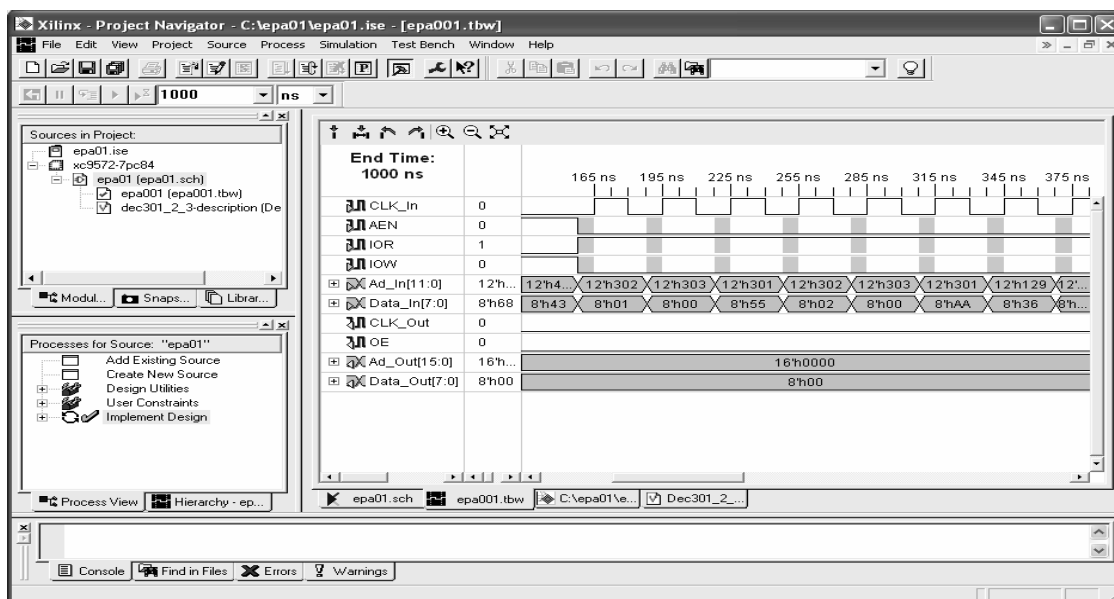 Xilinx - Project Navigator - C:\epa01\epa01.ise - [epa001.tbw]
File Edit View Project Source Process Simulation Test Bench Window Help
1000 ns
Sources in Project:
epa01.ise
xc9572-7pc84
epa01 (epa01.sch)
epa001 (epa001.tbw)
dec301_2_3-description (De
Modul... Snaps... Librar...
Processes for Source: "epa01"
Add Existing Source
Create New Source
Design Utilities
User Constraints
Implement Design
Process View Hierarchy - ep...
End Time:
1000 ns
165 ns 195 ns 225 ns 255 ns 285 ns 315 ns 345 ns 375 ns
CLK_In 0
AEN 0
IOR 1
IOW 0
Ad_In[11:0] 12'h... 12'h4... 12'h302 12'h303 12'h301 12'h302 12'h303 12'h301 12'h129 12'...
Data_In[7:0] 8'h68 8'h43 8'h01 8'h00 8'h55 8'h02 8'h00 8'hAA 8'h36 8'h...
CLK_Out 0
OE 0
Ad_Out[15:0] 16'h... 16'h0000
Data_Out[7:0] 8'h00 8'h00
epa01.sch epa001.tbw C:\epa01\e... Dec301_2_...
Console Find in Files Errors Warnings